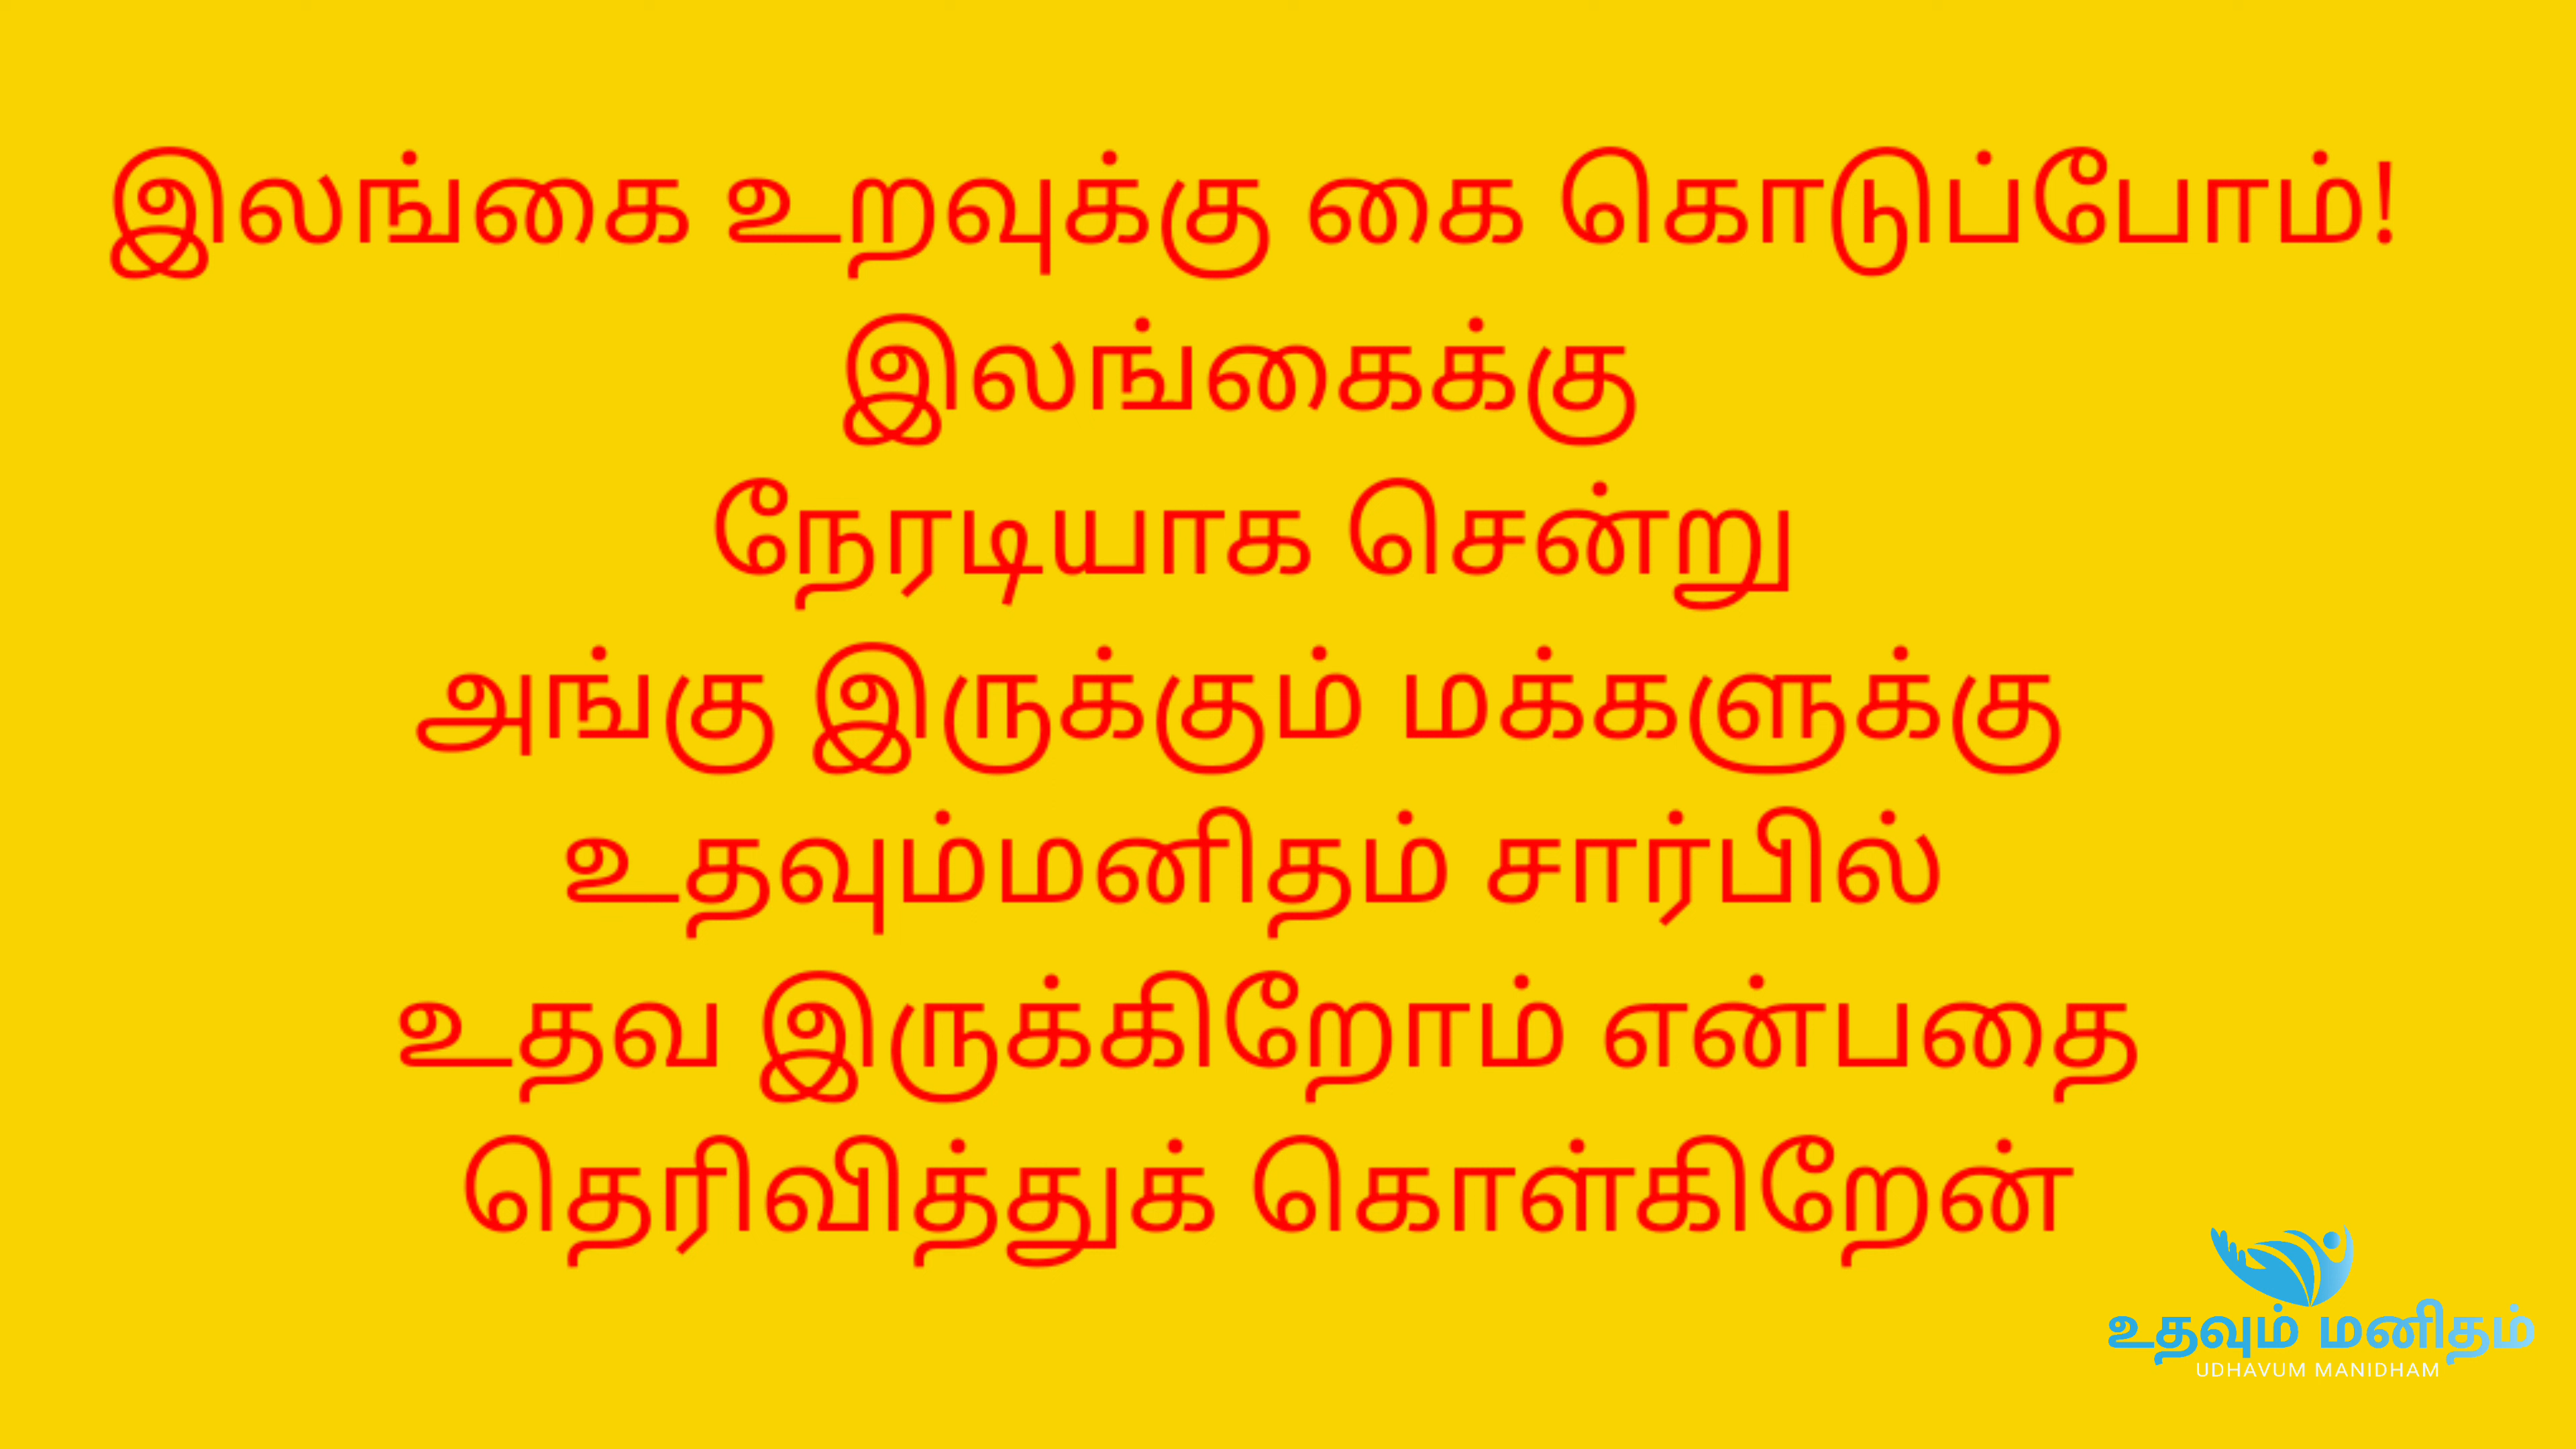 இலங்கை உறவுக்கு கை கொடுப்போம்!
இலங்கைக்கு
நேரடியாக சென்று
அங்கு இருக்கும் மக்களுக்கு
உதவும்மனிதம் சார்பில்
உதவ இருக்கிறோம் என்பதை
தெரிவித்துக் கொள்கிறேன்
உதவும் மனிதம்
UDHAVUM MANIDHAM